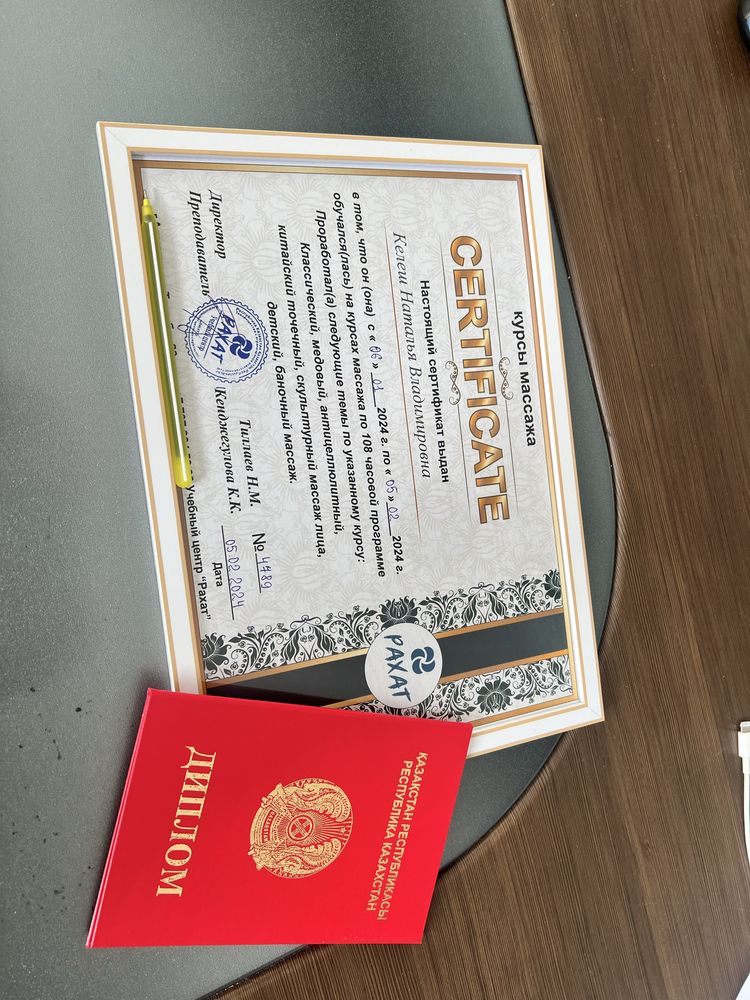 курсы массажа
CERTIFICATE
Настоящий сертификат выдан
Келеш Наталья Владимировна
в том, что он (она) с « 06 » 01 2024 г. по « 05 » 02 2024 г.
обучался(лась) на курсах массажа по 108 часовой программе
Проработал(а) следующие темы по указанному курсу:
Классический, медовый, антицеллюлитный,
китайский точечный, скульптурный массаж лица,
детский, баночный массаж.
Директор Тиллаев Н.М. № 4789
Преподаватель Кенджегулова К.К. 05.02.2024
Дата
Учебный центр "Рахат"
РАХАТ
РАХАТ
ҚАЗАҚСТАН РЕСПУБЛИКАСЫ
РЕСПУБЛИКА КАЗАХСТАН
ҚАЗАҚСТАН
ДИПЛОМ